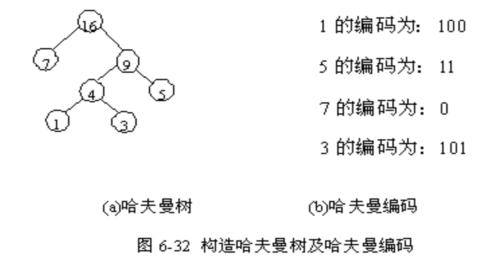 16
7
9
4
5
1
3
1 的编码为：100
5 的编码为：11
7 的编码为：0
3 的编码为：101
(a)哈夫曼树
(b)哈夫曼编码
图 6-32 构造哈夫曼树及哈夫曼编码